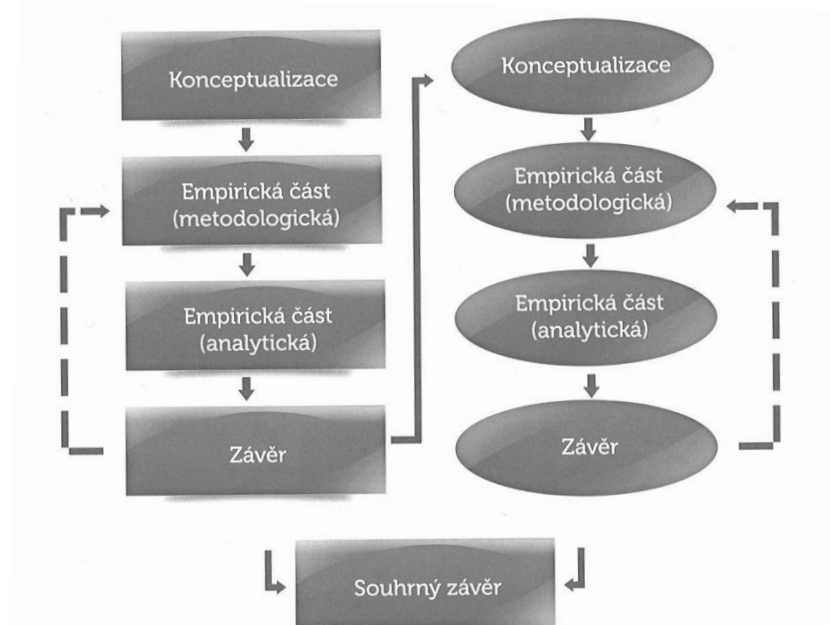 Konceptualizace
Empirická část
(metodologická)
Empirická část
(analytická)
Závěr
Konceptualizace
Empirická část
(metodologická)
Empirická část
(analytická)
Závěr
Souhrný závěr